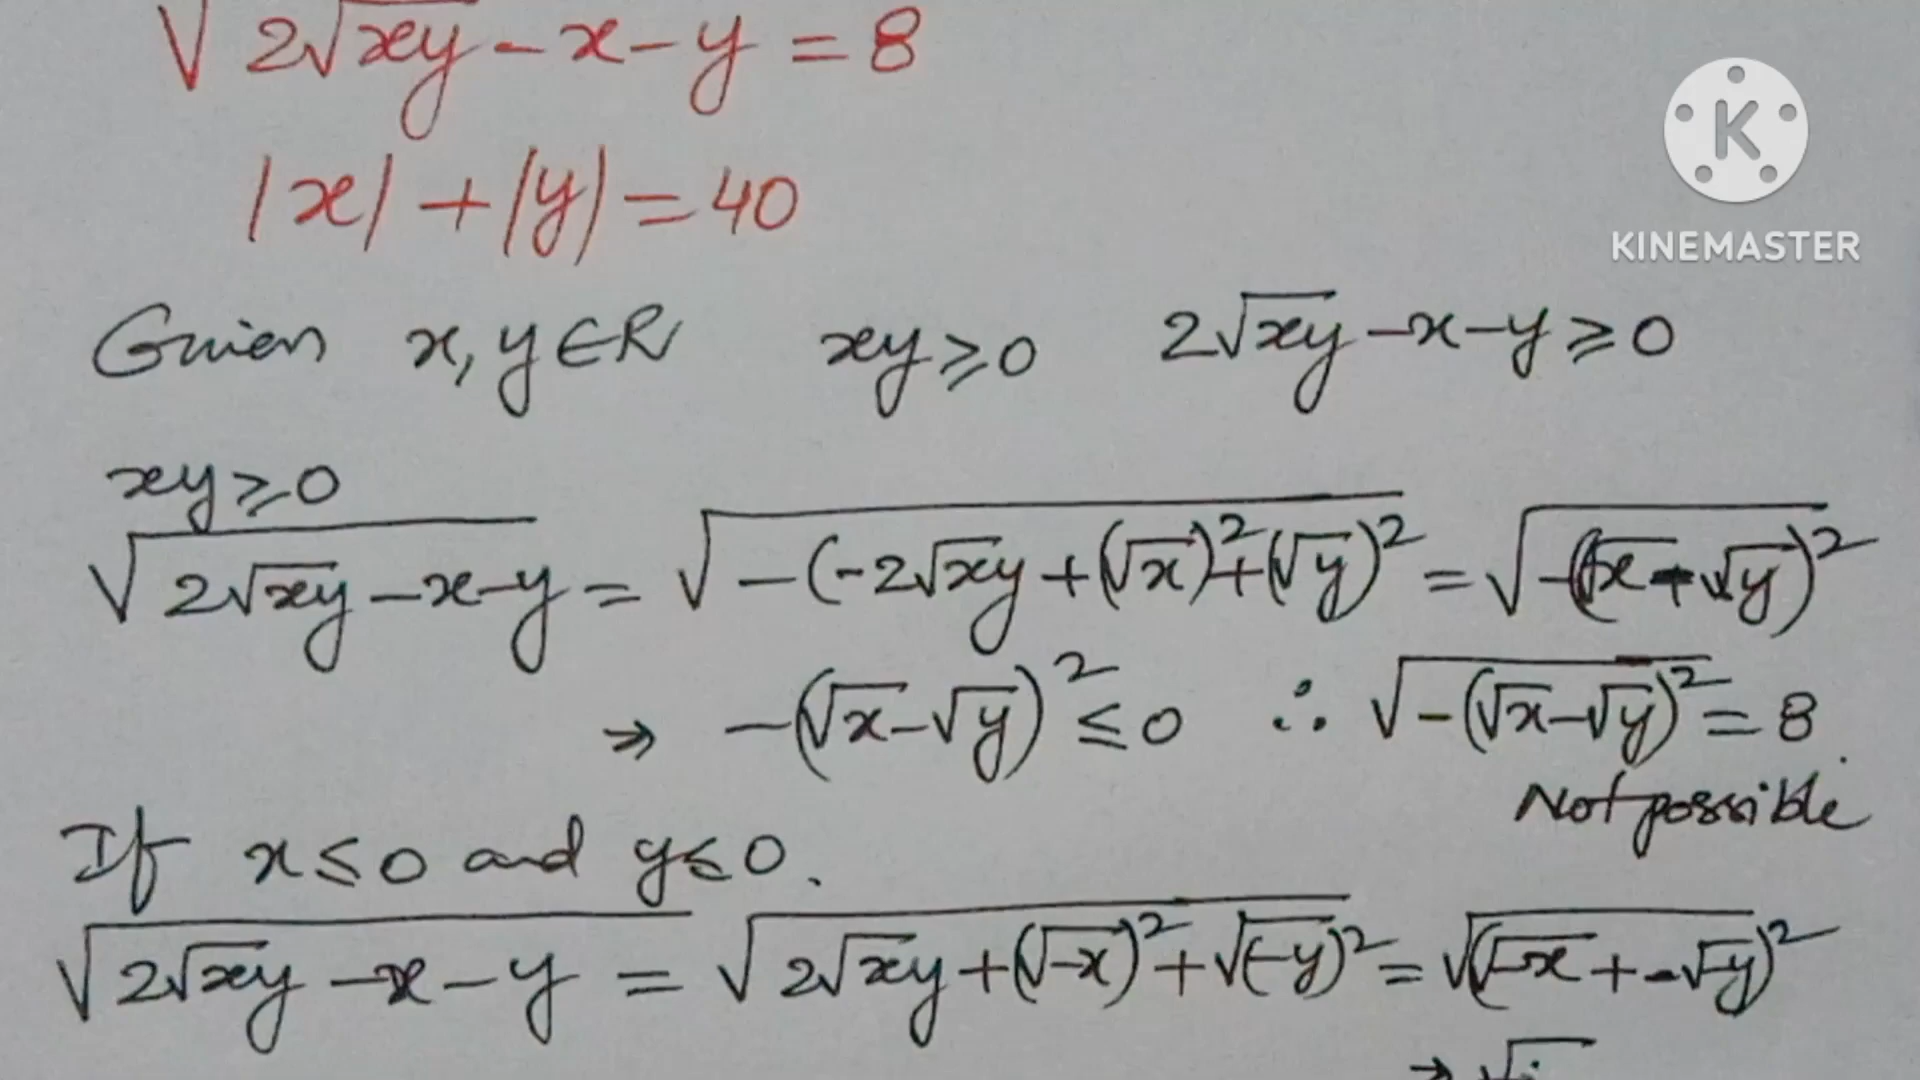 √(2√xy - x - y) = 8
|x| + |y| = 40
K
KINEMASTER
Given x, y ∈ R xy ≥ 0 2√xy - x - y ≥ 0
xy ≥ 0
√(2√xy - x - y) = √(-(-2√xy + (√x)² + (√y)²) = √(-(√x - √y)²)
⇒ -(√x - √y)² ≤ 0 ∴ √(-(√x - √y)²) = 8
Not possible
If x ≤ 0 and y ≤ 0.
√(2√xy - x - y) = √(2√xy + (√-x)² + √(-y)²) = √((√-x + √-y)²)